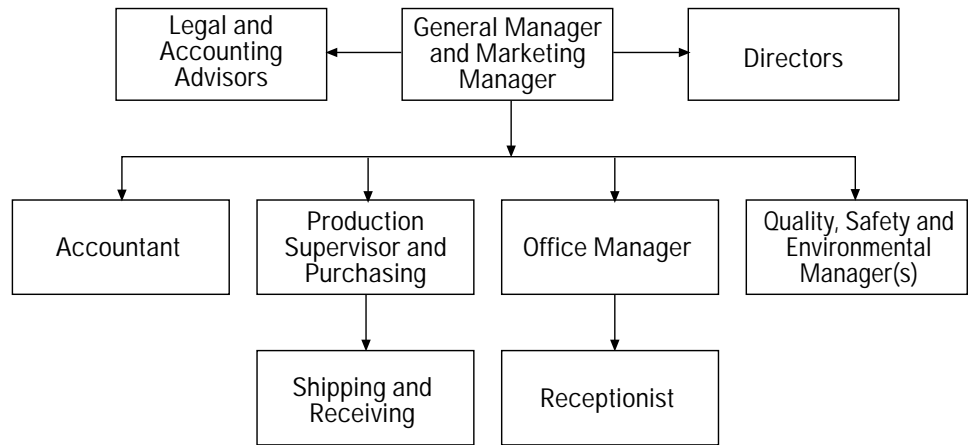 Legal and
Accounting
Advisors
General Manager
and Marketing
Manager
Directors
Accountant
Production
Supervisor and
Purchasing
Office Manager
Quality, Safety and
Environmental
Manager(s)
Shipping and
Receiving
Receptionist